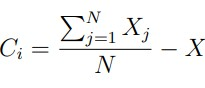 $C_i = \frac{\sum_{j=1}^{N} X_j}{N} - X$